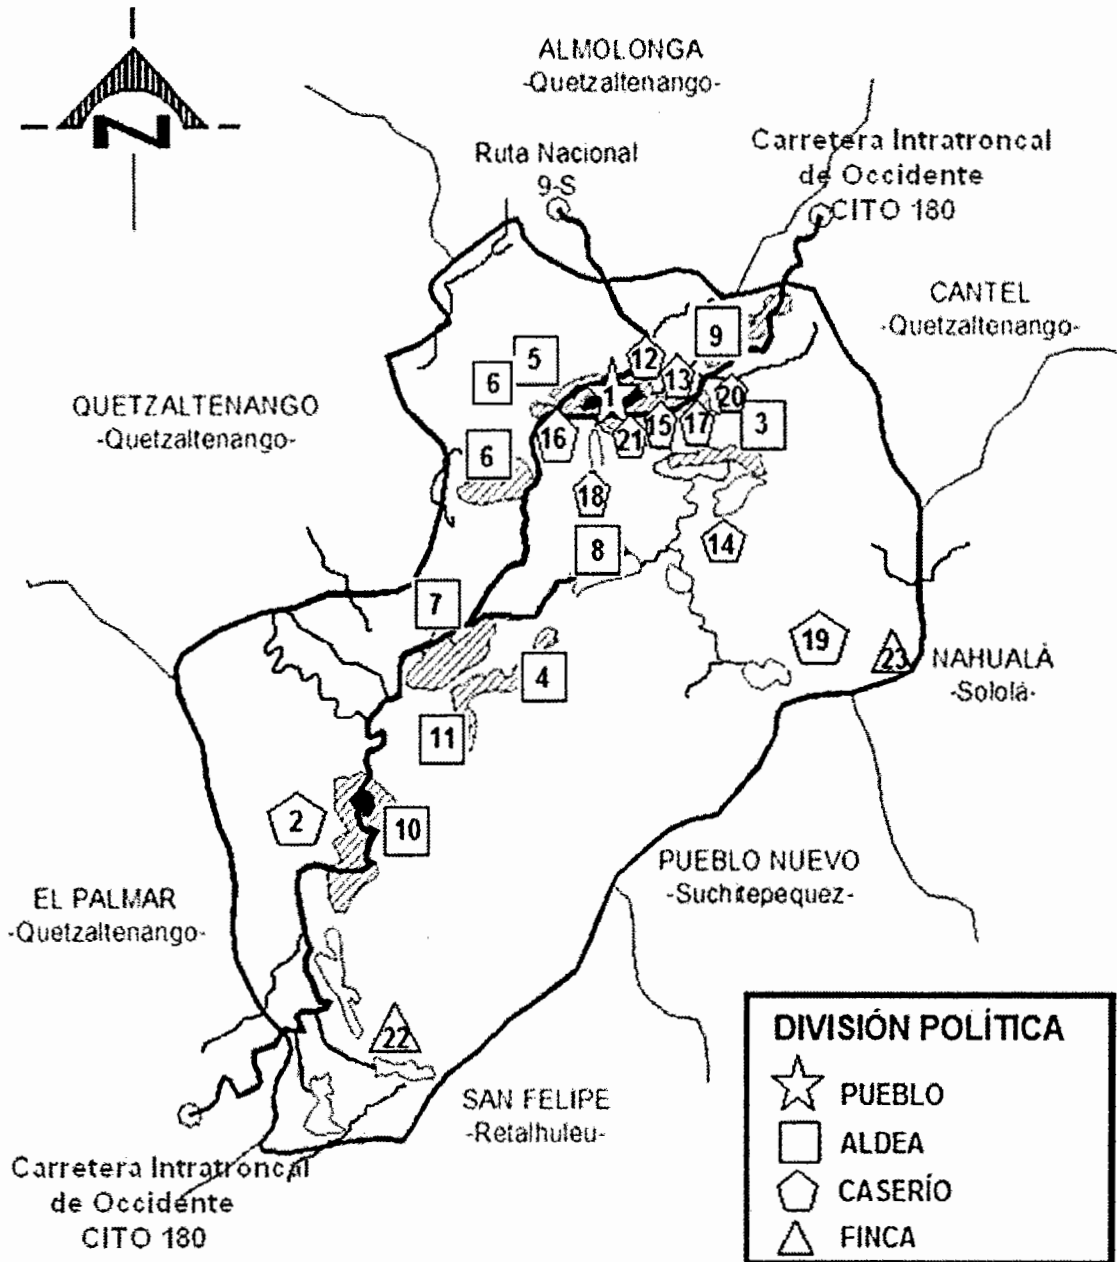 N
ALMOLONGA
-Quetzaltenango-
Ruta Nacional
9-S
Carretera Intratroncal
de Occidente
CITO 180
CANTEL
-Quetzaltenango-
QUETZALTENANGO
-Quetzaltenango-
9
12
5
6
13
1
20
3
16
21
15
17
6
18
14
8
7
19
23
NAHUALÁ
-Sololá-
4
11
2
10
PUEBLO NUEVO
-Suchitepequez-
EL PALMAR
-Quetzaltenango-
22
SAN FELIPE
-Retalhuleu-
Carretera Intratroncal
de Occidente
CITO 180
DIVISIÓN POLÍTICA
PUEBLO
ALDEA
CASERÍO
FINCA